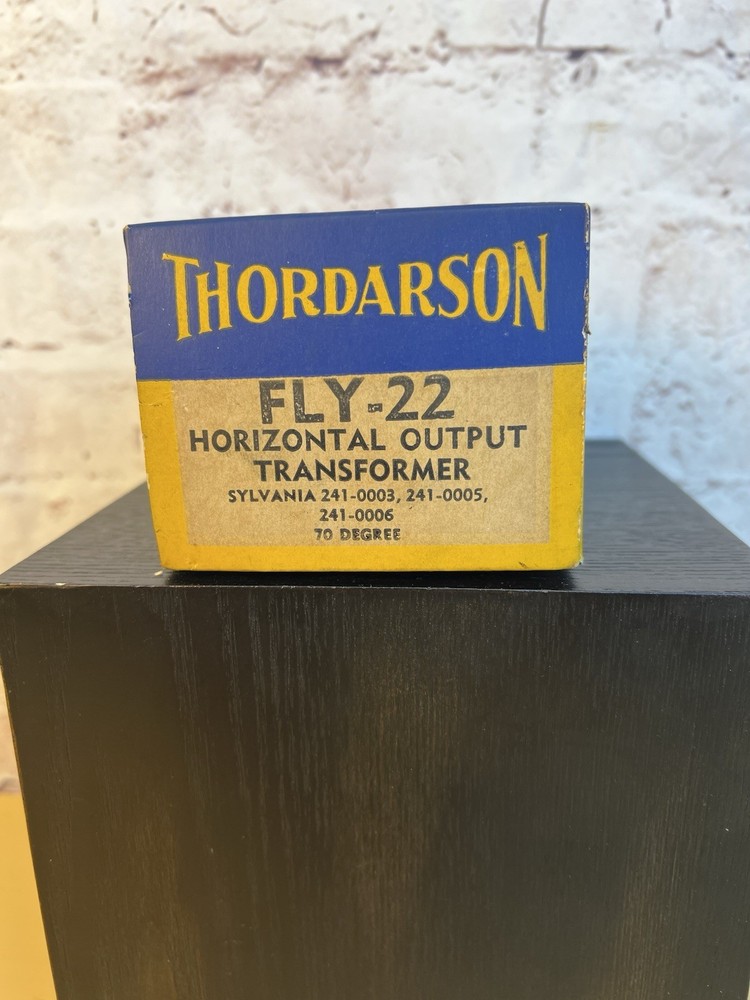 THORDARSON
FLY-22
HORIZONTAL OUTPUT
TRANSFORMER
SYLVANIA 241-0003, 241-0005,
241-0006
70 DEGREE